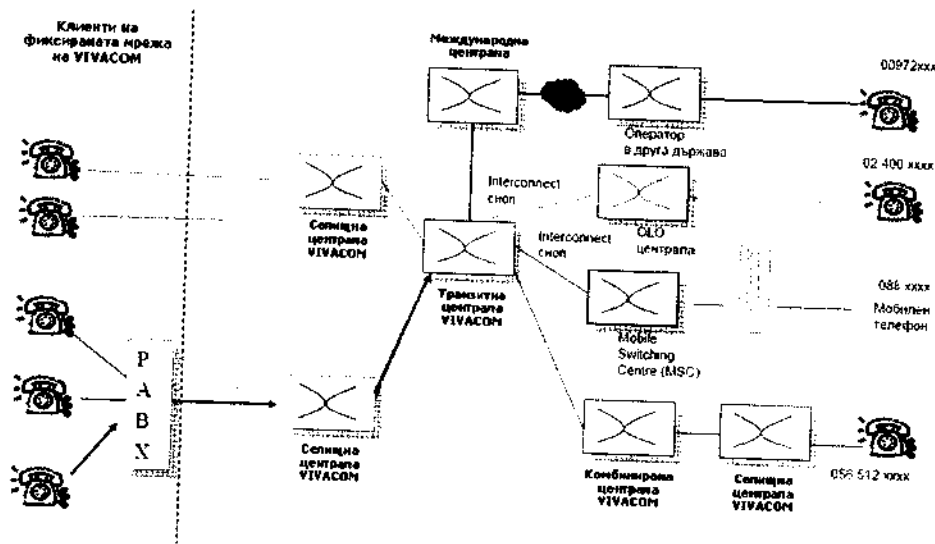 Клиенти на
фиксираната мрежа
на VIVACOM
Международна
централа
00972xxx
Оператор
в друга държава
02 400 xxxx
Interconnect
сноп
Селищна
централа
VIVACOM
OLO
централа
Interconnect
сноп
Транзитна
централа
VIVACOM
088 xxxx
Мобилен
телефон
Mobile
Switching
Centre (MSC)
P
A
B
X
Селищна
централа
VIVACOM
Комбинирана
централа
VIVACOM
Селищна
централа
VIVACOM
056 512 xxxx